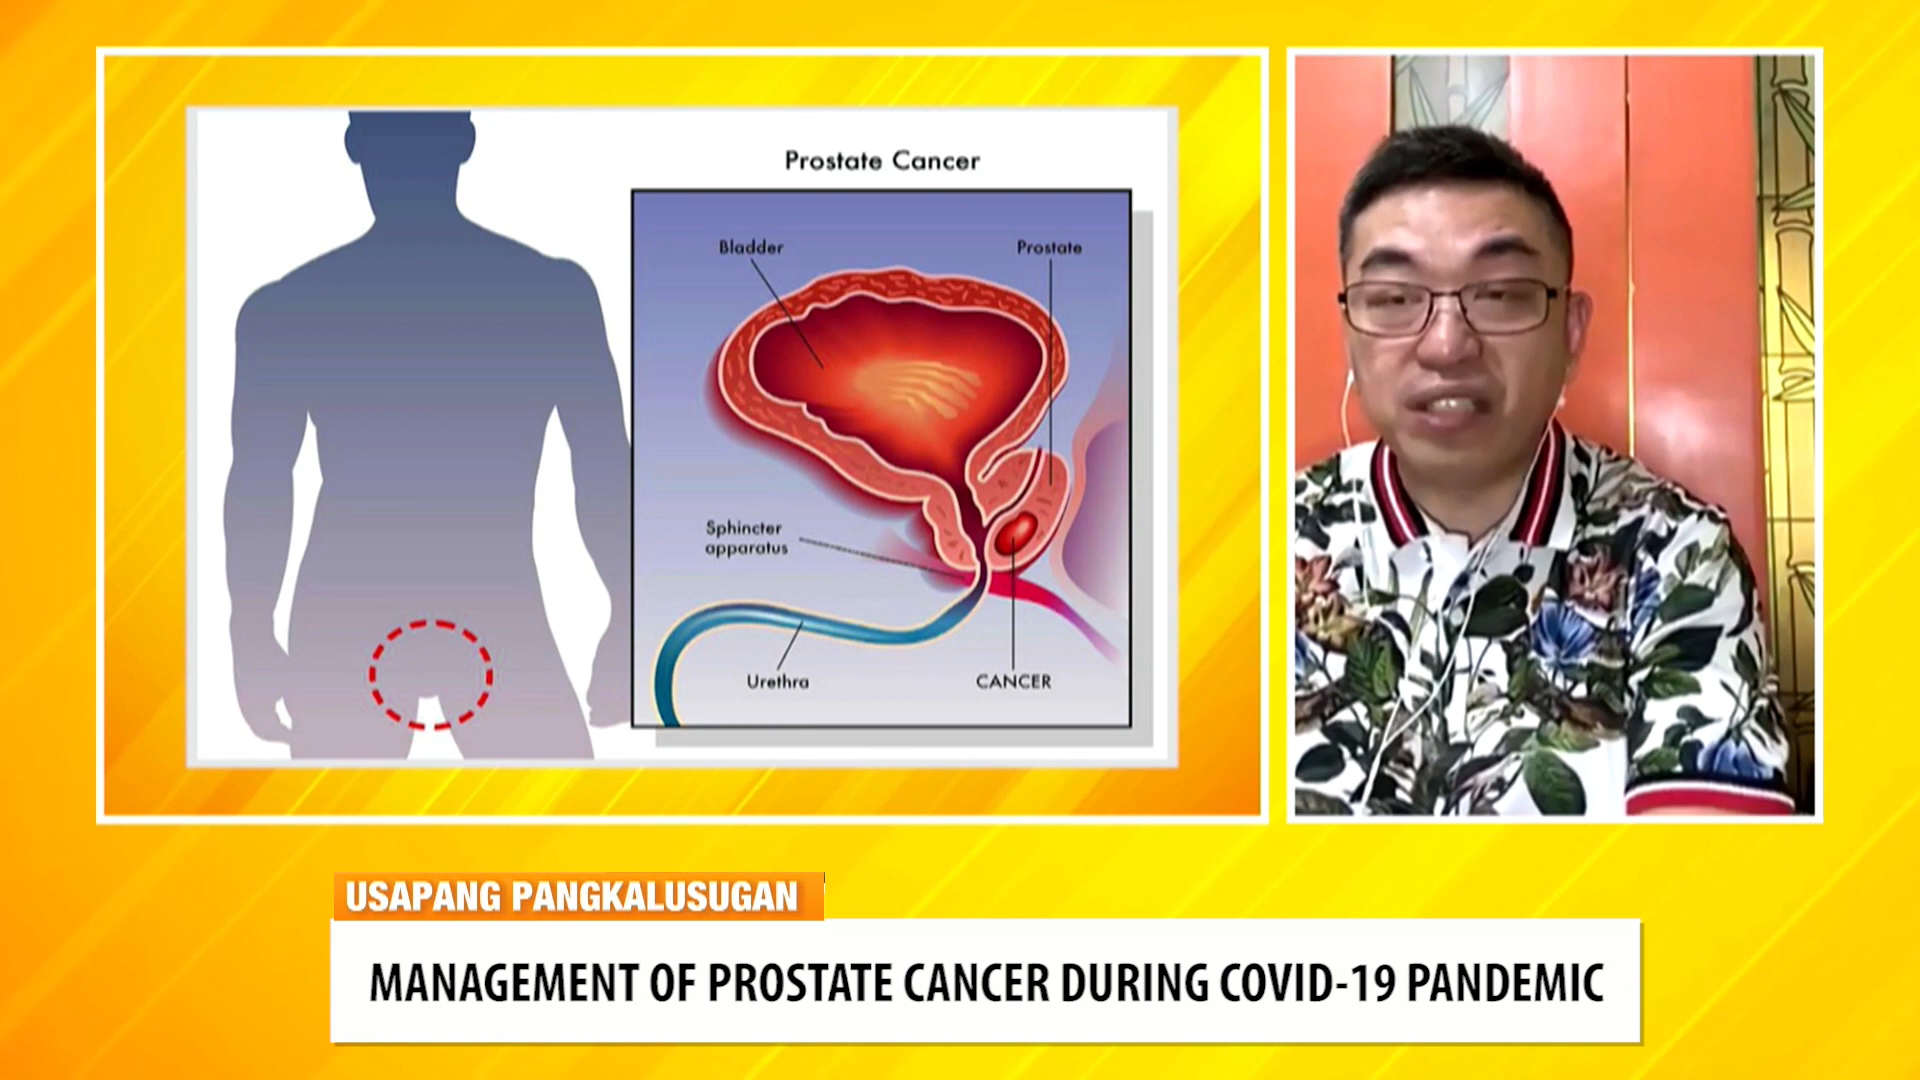 Prostate Cancer
Bladder
Prostate
Sphincter
apparatus
Urethra
CANCER
USAPANG PANGKALUSUGAN
MANAGEMENT OF PROSTATE CANCER DURING COVID-19 PANDEMIC